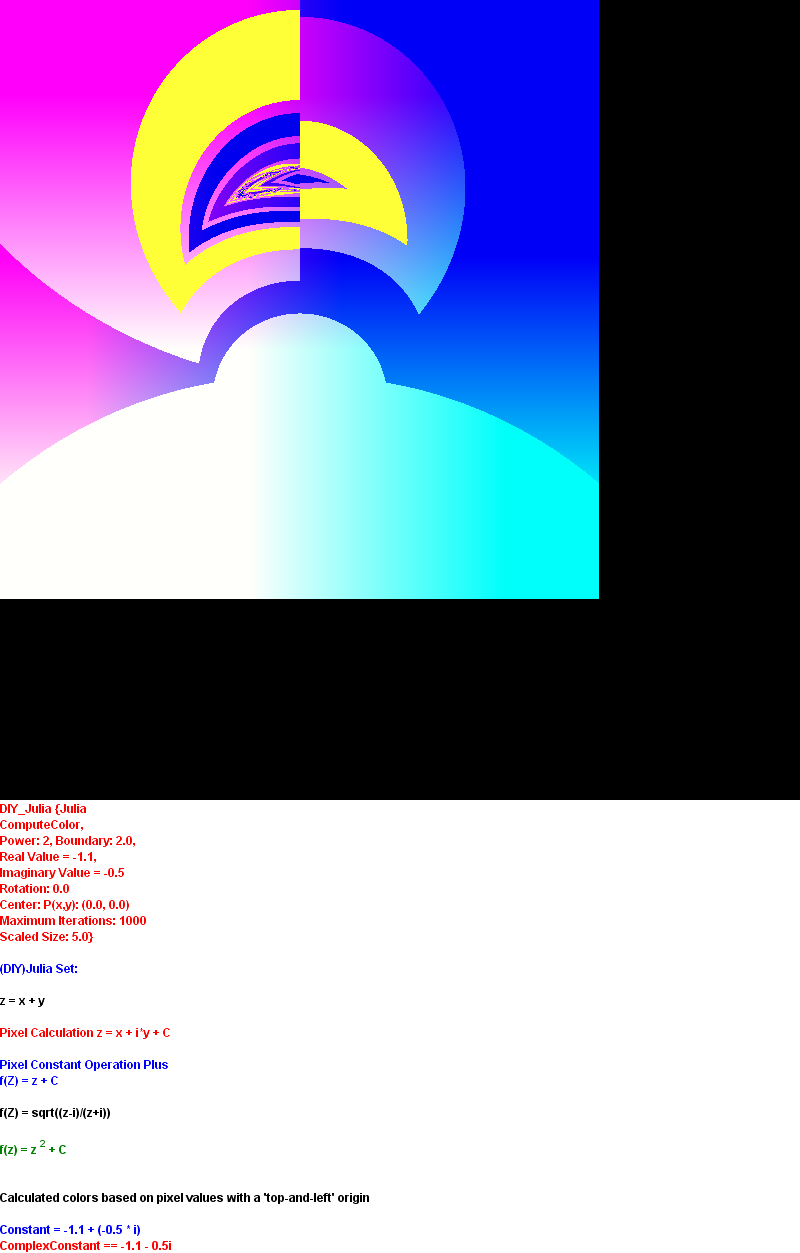 DIY_Julia {Julia
ComputeColor,
Power: 2, Boundary: 2.0,
Real Value = -1.1,
Imaginary Value = -0.5
Rotation: 0.0
Center: P(x,y): (0.0, 0.0)
Maximum Iterations: 1000
Scaled Size: 5.0}
(DIY)Julia Set:
z = x + y
Pixel Calculation z = x + i*y + C
Pixel Constant Operation Plus
f(Z) = z + C
f(Z) = sqrt((z-i)/(z+i))
f(z) = z ² + C
Calculated colors based on pixel values with a 'top-and-left' origin
Constant = -1.1 + (-0.5 * i)
ComplexConstant == -1.1 - 0.5i